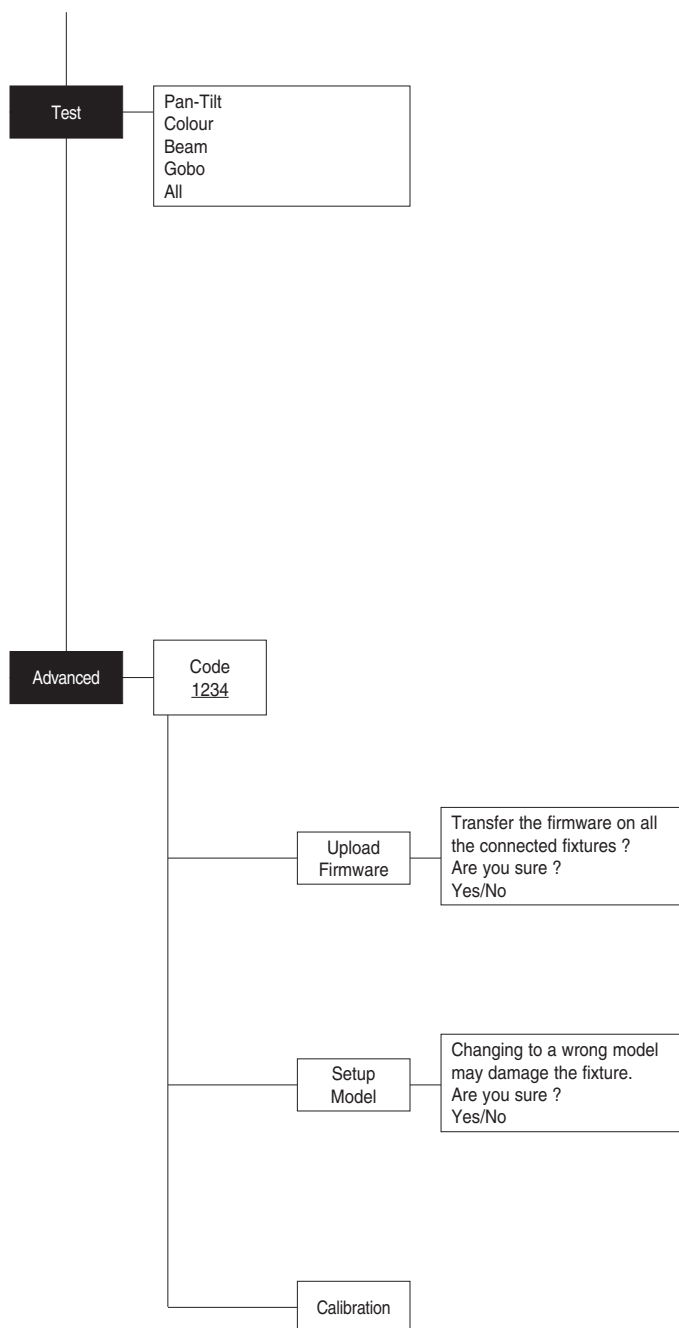 Test
Pan-Tilt
Colour
Beam
Gobo
All
Advanced
Code
1234
Upload
Firmware
Transfer the firmware on all
the connected fixtures ?
Are you sure ?
Yes/No
Setup
Model
Changing to a wrong model
may damage the fixture.
Are you sure ?
Yes/No
Calibration